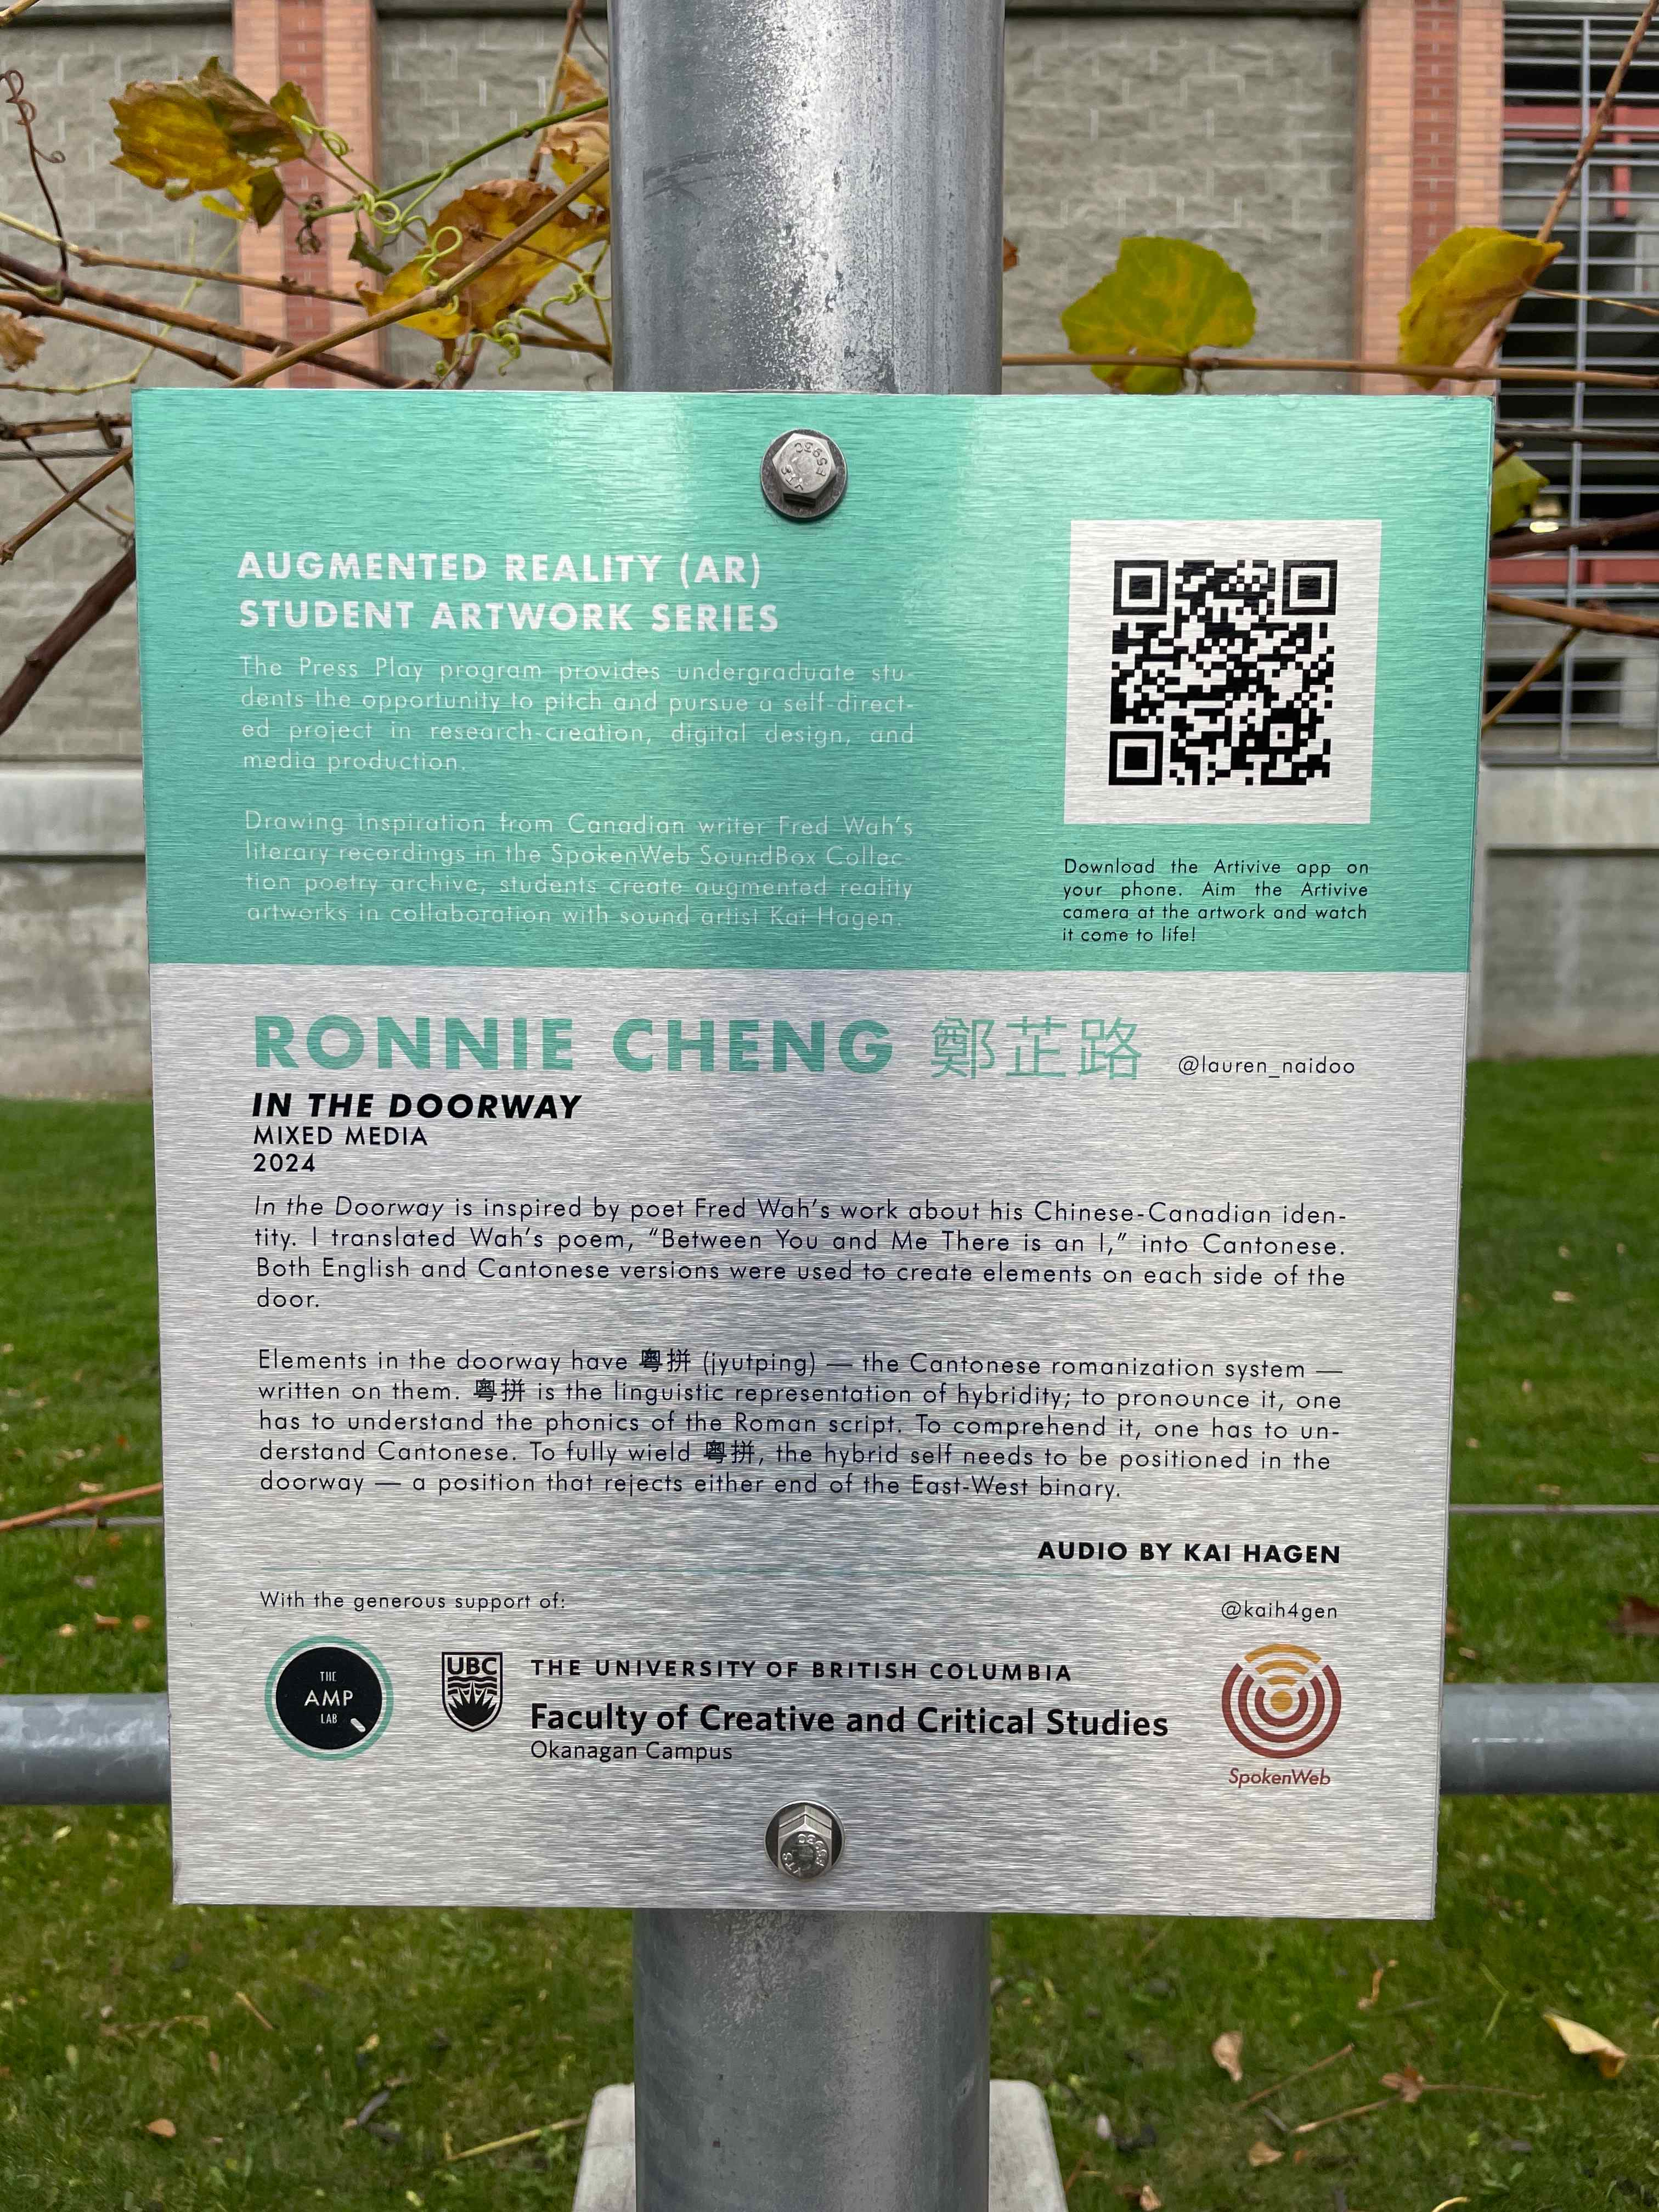 AUGMENTED REALITY (AR)
STUDENT ARTWORK SERIES
The Press Play program provides undergraduate stu-
dents the opportunity to pitch and pursue a self-direct-
ed project in research-creation, digital design, and
media production.
Drawing inspiration from Canadian writer Fred Wah's
literary recordings in the SpokenWeb SoundBox Collec-
tion poetry archive, students create augmented reality
artworks in collaboration with sound artist Kai Hagen.
Download the Artivive app on
your phone. Aim the Artivive
camera at the artwork and watch
it come to life!
RONNIE CHENG 鄭芷路 @lauren_naidoo
IN THE DOORWAY
MIXED MEDIA
2024
In the Doorway is inspired by poet Fred Wah's work about his Chinese-Canadian iden-
tity. I translated Wah's poem, “Between You and Me There is an I,” into Cantonese.
Both English and Cantonese versions were used to create elements on each side of the
door.
Elements in the doorway have 粵拼 (jyutping) — the Cantonese romanization system —
written on them. 粵拼 is the linguistic representation of hybridity; to pronounce it, one
has to understand the phonics of the Roman script. To comprehend it, one has to un-
derstand Cantonese. To fully wield 粵拼, the hybrid self needs to be positioned in the
doorway — a position that rejects either end of the East-West binary.
AUDIO BY KAI HAGEN
With the generous support of:
@kaih4gen
THE
AMP
LAB
UBC
THE UNIVERSITY OF BRITISH COLUMBIA
Faculty of Creative and Critical Studies
Okanagan Campus
SpokenWeb